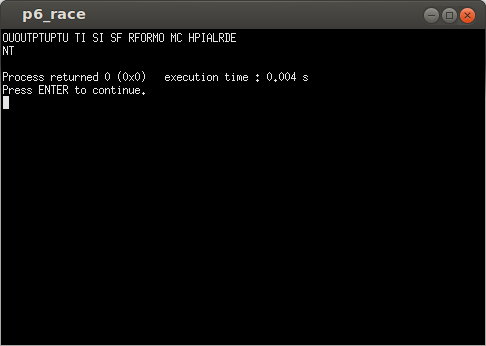 p6_race
OUOUTPTUPTU TI SI SF RFORMO MC HPIALRDE
NT
Process returned 0 (0x0) execution time : 0.004 s
Press ENTER to continue.